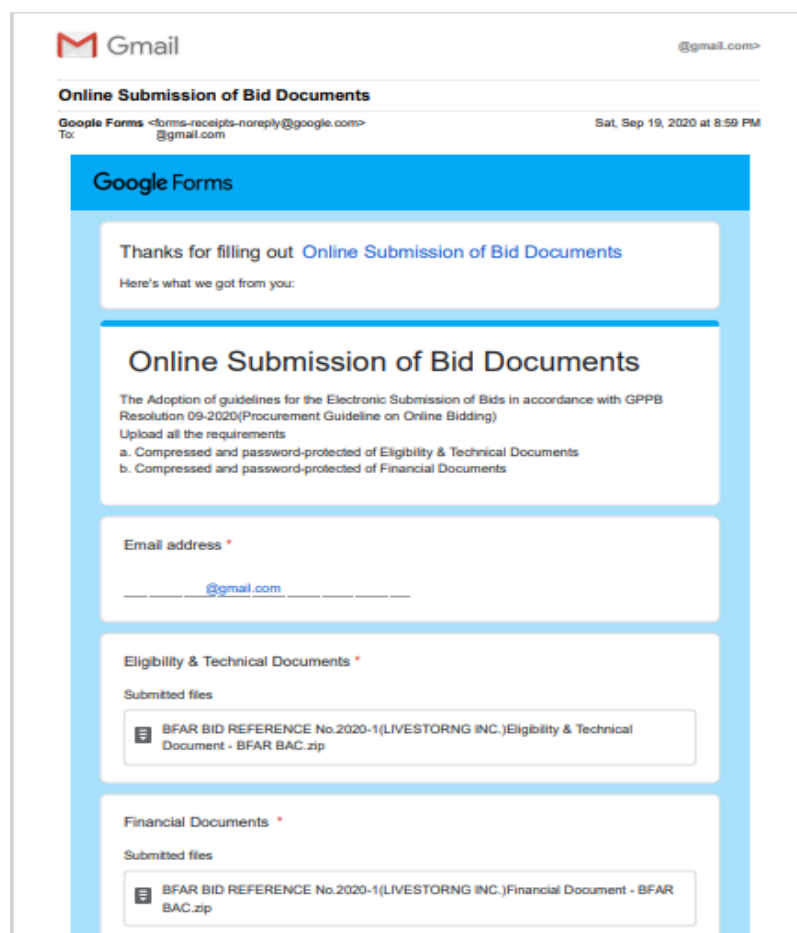 Gmail
@gmail.com>
Online Submission of Bid Documents
Google Forms <forms-receipts-noreply@google.com>
Sat, Sep 19, 2020 at 8:59 PM
To: @gmail.com
Google Forms
Thanks for filling out Online Submission of Bid Documents
Here's what we got from you:
Online Submission of Bid Documents
The Adoption of guidelines for the Electronic Submission of Bids in accordance with GPPB
Resolution 09-2020(Procurement Guideline on Online Bidding)
Upload all the requirements
a. Compressed and password-protected of Eligibility & Technical Documents
b. Compressed and password-protected of Financial Documents
Email address *
@gmail.com
Eligibility & Technical Documents *
Submitted files
BFAR BID REFERENCE No.2020-1(LIVESTORNG INC.)Eligibility & Technical
Document - BFAR BAC.zip
Financial Documents *
Submitted files
BFAR BID REFERENCE No.2020-1(LIVESTORNG INC.)Financial Document - BFAR
BAC.zip